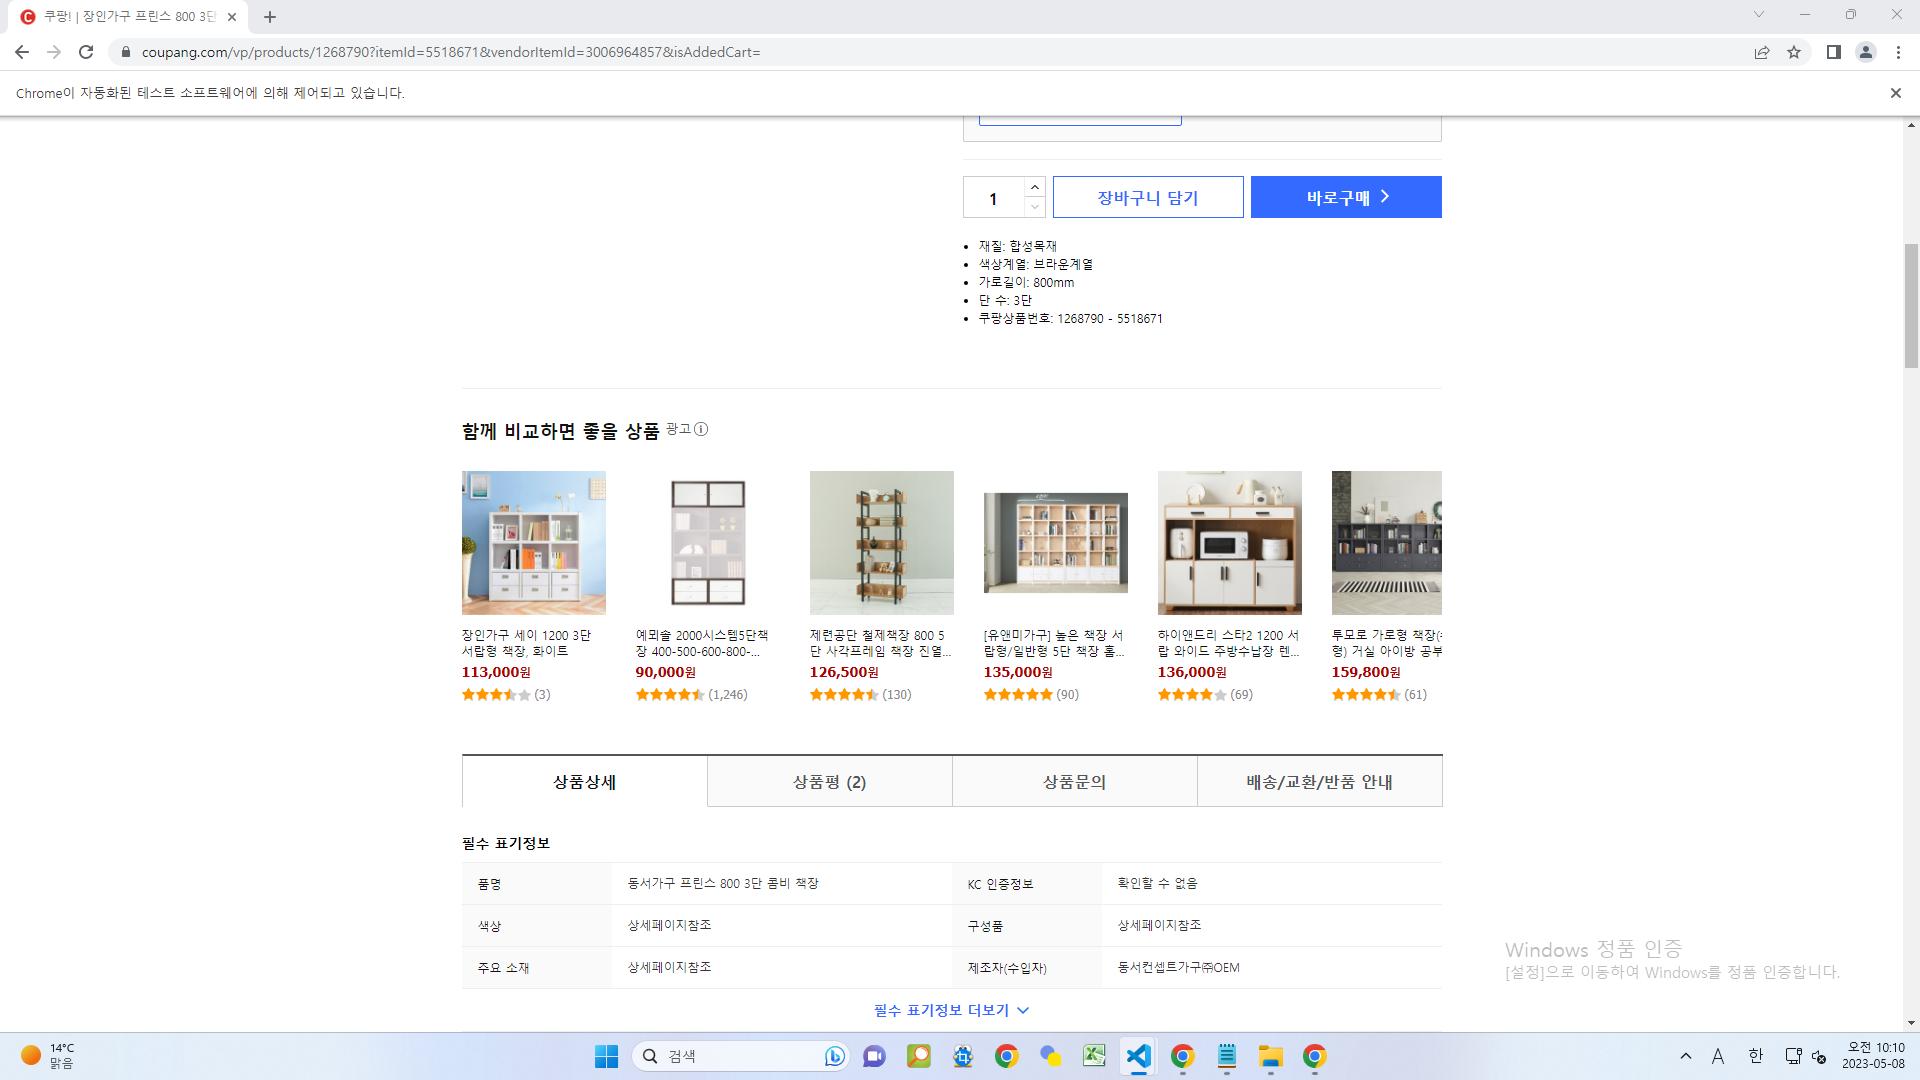 쿠팡! | 장인가구 프린스 800 3단
coupang.com/vp/products/1268790?itemId=5518671&vendorItemId=3006964857&isAddedCart=
Chrome이 자동화된 테스트 소프트웨어에 의해 제어되고 있습니다.
1
장바구니 담기
바로구매
재질: 합성목재
색상계열: 브라운계열
가로길이: 800mm
단 수: 3단
쿠팡상품번호: 1268790 - 5518671
함께 비교하면 좋을 상품 광고
장인가구 세이 1200 3단
서랍형 책장, 화이트
113,000원
(3)
예뫼솔 2000시스템5단책
장 400-500-600-800-...
90,000원
(1,246)
제련공단 철제책장 800 5
단 사각프레임 책장 진열...
126,500원
(130)
[유앤미가구] 높은 책장 서
랍형/일반형 5단 책장 홈...
135,000원
(90)
하이앤드리 스타2 1200 서
랍 와이드 주방수납장 렌...
136,000원
(69)
투모로 가로형 책장(
형) 거실 아이방 공부
159,800원
(61)
상품상세
상품평 (2)
상품문의
배송/교환/반품 안내
필수 표기정보
품명 동서가구 프린스 800 3단 콤비 책장 KC 인증정보 확인할 수 없음
색상 상세페이지참조 구성품 상세페이지참조
주요 소재 상세페이지참조 제조자(수입자) 동서컨셉트가구㈜OEM
필수 표기정보 더보기
Windows 정품 인증
[설정]으로 이동하여 Windows를 정품 인증합니다.
14°C
맑음
검색
A
한
오전 10:10
2023-05-08